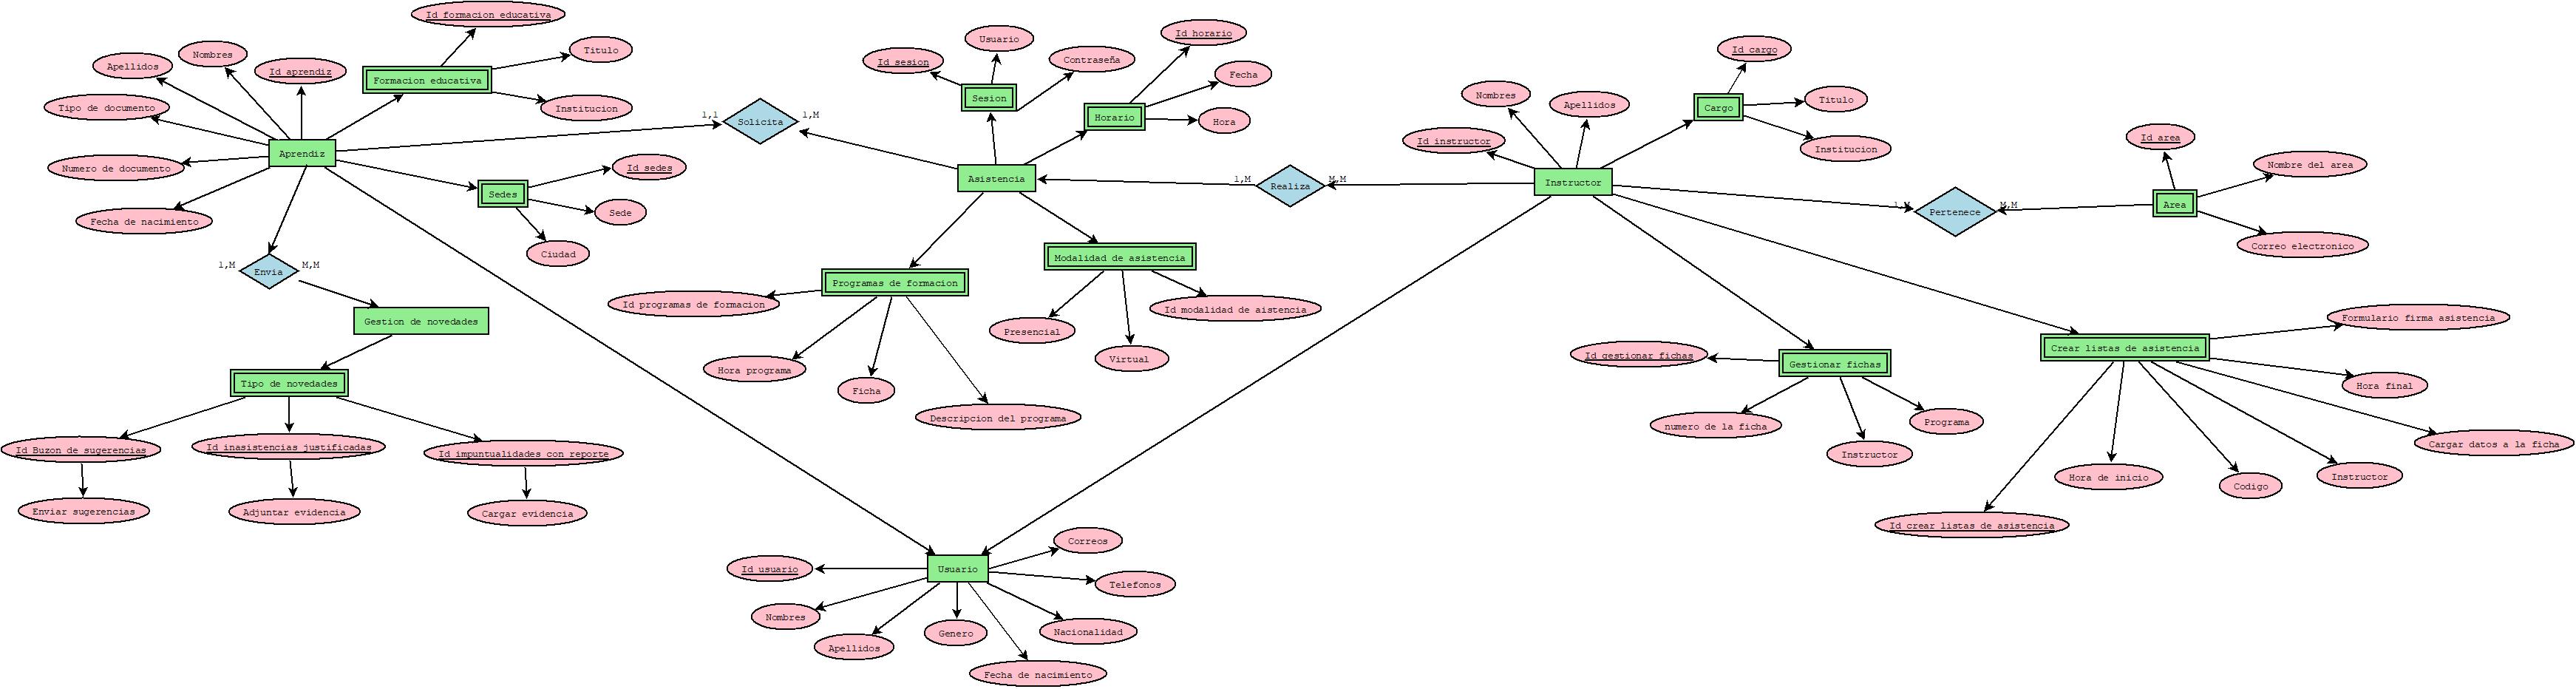 Id formacion educativa
Nombres
Apellidos
Id aprendiz
Formacion educativa
Titulo
Institucion
Tipo de documento
Aprendiz
Numero de documento
Fecha de nacimiento
Sedes
Id sedes
Sede
Ciudad
1,1
Solicita
1,M
1,M
Envia
M,M
Gestion de novedades
Tipo de novedades
Id Buzon de sugerencias
Id inasistencias justificadas
Id impuntualidades con reporte
Enviar sugerencias
Adjuntar evidencia
Cargar evidencia
Usuario
Id sesion
Contraseña
Sesion
Id horario
Fecha
Horario
Hora
Asistencia
1,M
Realiza
M,M
Programas de formacion
Modalidad de asistencia
Id programas de formacion
Hora programa
Ficha
Descripcion del programa
Presencial
Virtual
Id modalidad de aistencia
Nombres
Apellidos
Id instructor
Instructor
Id cargo
Cargo
Titulo
Institucion
1,M
Pertenece
M,M
Id area
Nombre del area
Area
Correo electronico
Id gestionar fichas
Gestionar fichas
numero de la ficha
Instructor
Programa
Crear listas de asistencia
Formulario firma asistencia
Hora final
Cargar datos a la ficha
Instructor
Codigo
Hora de inicio
Id crear listas de asistencia
Usuario
Id usuario
Nombres
Apellidos
Genero
Fecha de nacimiento
Nacionalidad
Telefonos
Correos